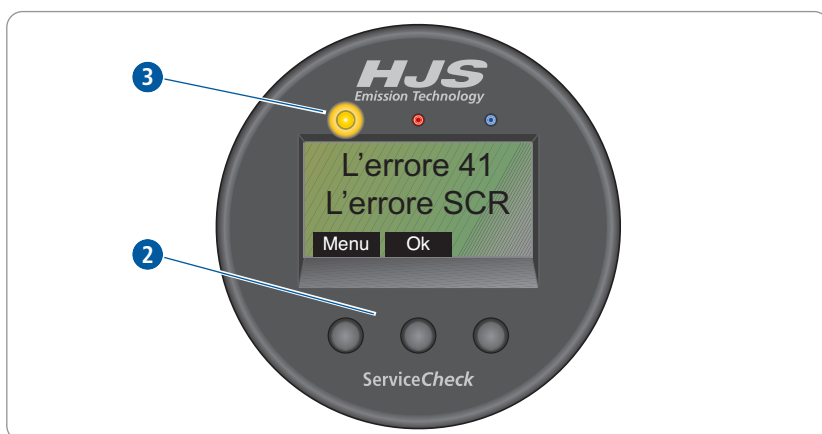 3
HJS
Emission Technology
L'errore 41
L'errore SCR
Menu Ok
2
ServiceCheck